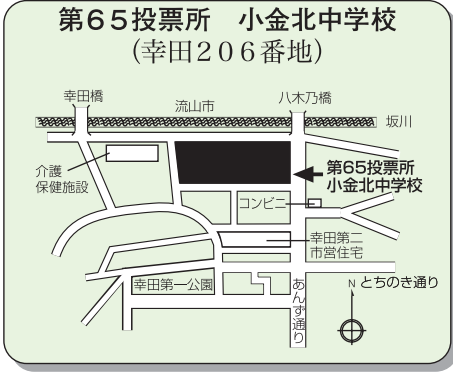 第65投票所　小金北中学校
(幸田206番地)
幸田橋
流山市
八木乃橋
坂川
介護
保健施設
第65投票所
小金北中学校
コンビニ
幸田第二
市営住宅
幸田第一公園
あんず通り
N
とちのき通り